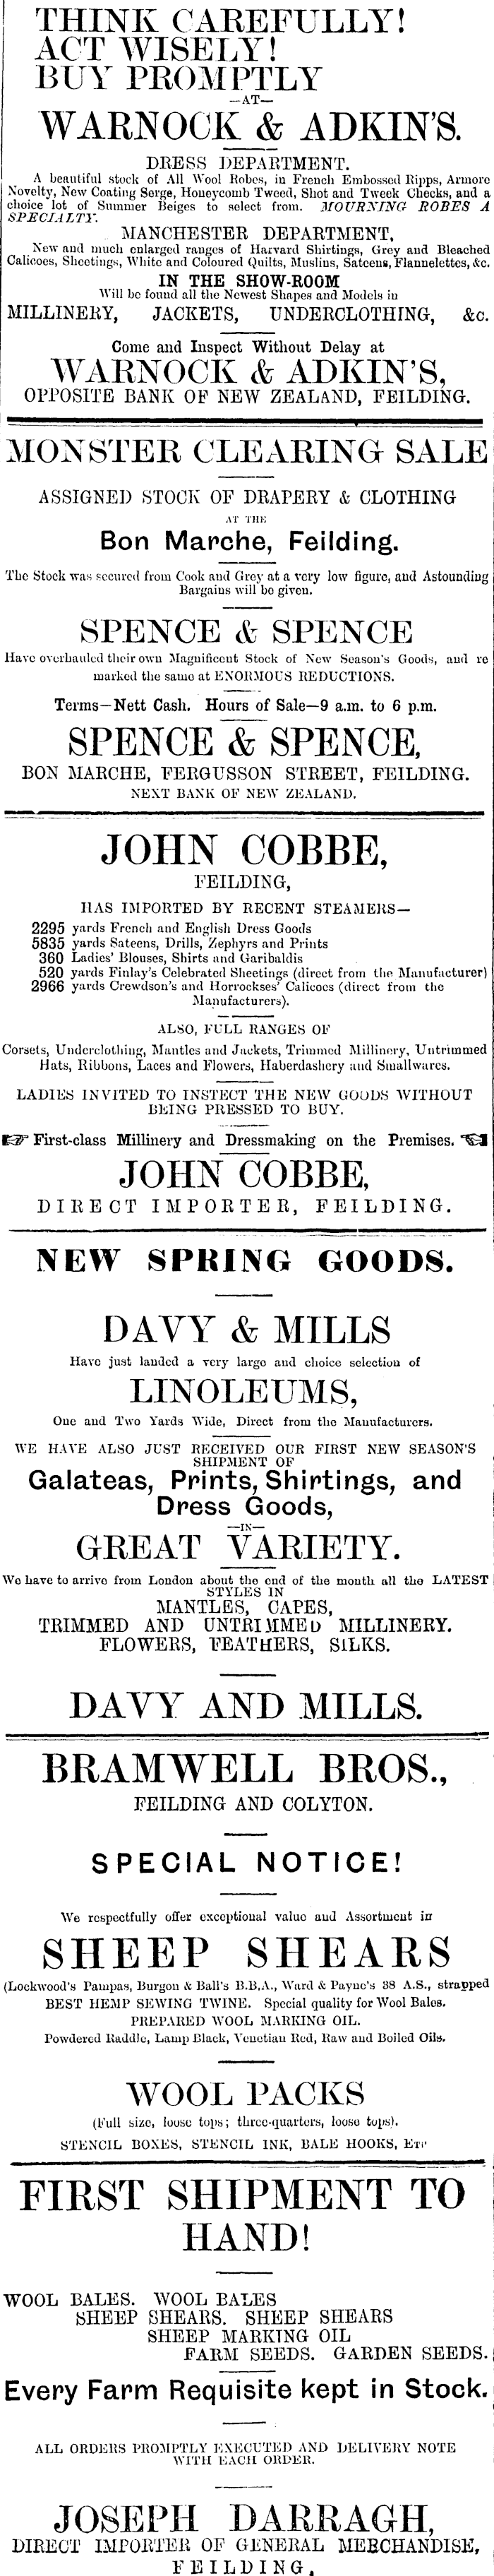 THINK CAREFULLY!
ACT WISELY!
BUY PROMPTLY
—AT—
WARNOCK & ADKIN'S.
DRESS DEPARTMENT.
A beautiful stock of All Wool Robes, in French Embossed Ripps, Armore
Novelty, New Coating Serge, Honeycomb Tweed, Shot and Tweek Checks, and a
choice lot of Summer Beiges to select from. MOURNING ROBES A
SPECIALTY.
MANCHESTER DEPARTMENT,
New and much enlarged ranges of Harvard Shirtings, Grey and Bleached
Calicoes, Sheetings, White and Coloured Quilts, Muslins, Sateens, Flannelettes, &c.
IN THE SHOW-ROOM
Will be found all the Newest Shapes and Models in
MILLINERY, JACKETS, UNDERCLOTHING, &c.
Come and Inspect Without Delay at
WARNOCK & ADKIN'S,
OPPOSITE BANK OF NEW ZEALAND, FEILDING.
MONSTER CLEARING SALE
ASSIGNED STOCK OF DRAPERY & CLOTHING
AT THE
Bon Marche, Feilding.
The Stock was secured from Cook and Grey at a very low figure, and Astounding
Bargains will be given.
SPENCE & SPENCE
Have overhauled their own Magnificent Stock of New Season's Goods, and re
marked the same at ENORMOUS REDUCTIONS.
Terms—Nett Cash. Hours of Sale—9 a.m. to 6 p.m.
SPENCE & SPENCE,
BON MARCHE, FERGUSSON STREET, FEILDING.
NEXT BANK OF NEW ZEALAND.
JOHN COBBE,
FEILDING,
HAS IMPORTED BY RECENT STEAMERS—
2295 yards French and English Dress Goods
5835 yards Sateens, Drills, Zephyrs and Prints
360 Ladies' Blouses, Shirts and Garibaldis
520 yards Finlay's Celebrated Sheetings (direct from the Manufacturer)
2966 yards Crewdson's and Horrockses' Calicoes (direct from the
Manufacturers).
ALSO, FULL RANGES OF
Corsets, Underclothing, Mantles and Jackets, Trimmed Millinery, Untrimmed
Hats, Ribbons, Laces and Flowers, Haberdashery and Smallwares.
LADIES INVITED TO INSTECT THE NEW GOODS WITHOUT
BEING PRESSED TO BUY.
First-class Millinery and Dressmaking on the Premises.
JOHN COBBE,
DIRECT IMPORTER, FEILDING.
NEW SPRING GOODS.
DAVY & MILLS
Have just landed a very large and choice selection of
LINOLEUMS,
One and Two Yards Wide, Direct from the Manufacturers.
WE HAVE ALSO JUST RECEIVED OUR FIRST NEW SEASON'S
SHIPMENT OF
Galateas, Prints, Shirtings, and
Dress Goods,
—IN—
GREAT VARIETY.
We have to arrive from London about the end of the month all the LATEST
STYLES IN
MANTLES, CAPES,
TRIMMED AND UNTRIMMED MILLINERY.
FLOWERS, FEATHERS, SILKS.
DAVY AND MILLS.
BRAMWELL BROS.,
FEILDING AND COLYTON.
SPECIAL NOTICE!
We respectfully offer exceptional value and Assortment in
SHEEP SHEARS
(Lockwood's Pampas, Burgon & Ball's B.B.A., Ward & Payne's 38 A.S., strapped
BEST HEMP SEWING TWINE. Special quality for Wool Bales.
PREPARED WOOL MARKING OIL.
Powdered Raddle, Lamp Black, Venetian Red, Raw and Boiled Oils.
WOOL PACKS
(Full size, loose tops; three-quarters, loose tops).
STENCIL BOXES, STENCIL INK, BALE HOOKS, Etc
FIRST SHIPMENT TO
HAND!
WOOL BALES. WOOL BALES
SHEEP SHEARS. SHEEP SHEARS
SHEEP MARKING OIL
FARM SEEDS. GARDEN SEEDS.
Every Farm Requisite kept in Stock.
ALL ORDERS PROMPTLY EXECUTED AND DELIVERY NOTE
WITH EACH ORDER.
JOSEPH DARRAGH,
DIRECT IMPORTER OF GENERAL MERCHANDISE,
FEILDING.